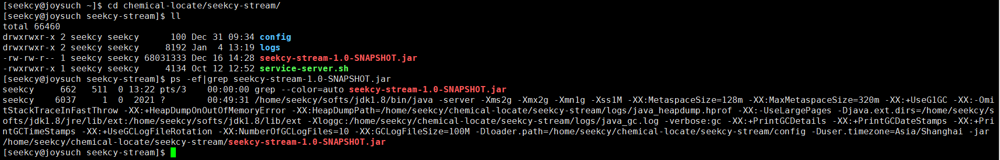 [seekcy@joysuch ~]$ cd chemical-locate/seekcy-stream/
[seekcy@joysuch seekcy-stream]$ ll
total 66460
drwxrwxr-x 2 seekcy seekcy      100 Dec 31 09:34 config
drwxrwxr-x 2 seekcy seekcy     8192 Jan  4 13:19 logs
-rw-rw-r-- 1 seekcy seekcy 68031333 Dec 16 14:28 seekcy-stream-1.0-SNAPSHOT.jar
-rwxrwxr-x 1 seekcy seekcy     4134 Oct 12 12:52 service-server.sh
[seekcy@joysuch seekcy-stream]$ ps -ef|grep seekcy-stream-1.0-SNAPSHOT.jar
seekcy     662   511  0 13:22 pts/3    00:00:00 grep --color=auto seekcy-stream-1.0-SNAPSHOT.jar
seekcy    6037     1  0  2021 ?        00:49:31 /home/seekcy/softs/jdk1.8/bin/java -server -Xms2g -Xmx2g -Xmn1g -Xss1M -XX:MetaspaceSize=128m -XX:MaxMetaspaceSize=320m -XX:+UseG1GC -XX:-Omi
tStackTraceInFastThrow -XX:+HeapDumpOnOutOfMemoryError -XX:HeapDumpPath=/home/seekcy/chemical-locate/seekcy-stream/logs/java_heapdump.hprof -XX:-UseLargePages -Djava.ext.dirs=/home/seekcy/s
ofts/jdk1.8/jre/lib/ext:/home/seekcy/softs/jdk1.8/lib/ext -Xloggc:/home/seekcy/chemical-locate/seekcy-stream/logs/java_gc.log -verbose:gc -XX:+PrintGCDetails -XX:+PrintGCDateStamps -XX:+Pri
ntGCTimeStamps -XX:+UseGCLogFileRotation -XX:NumberOfGCLogFiles=10 -XX:GCLogFileSize=100M -Dloader.path=/home/seekcy/chemical-locate/seekcy-stream/config -Duser.timezone=Asia/Shanghai -jar
/home/seekcy/chemical-locate/seekcy-stream/seekcy-stream-1.0-SNAPSHOT.jar
[seekcy@joysuch seekcy-stream]$